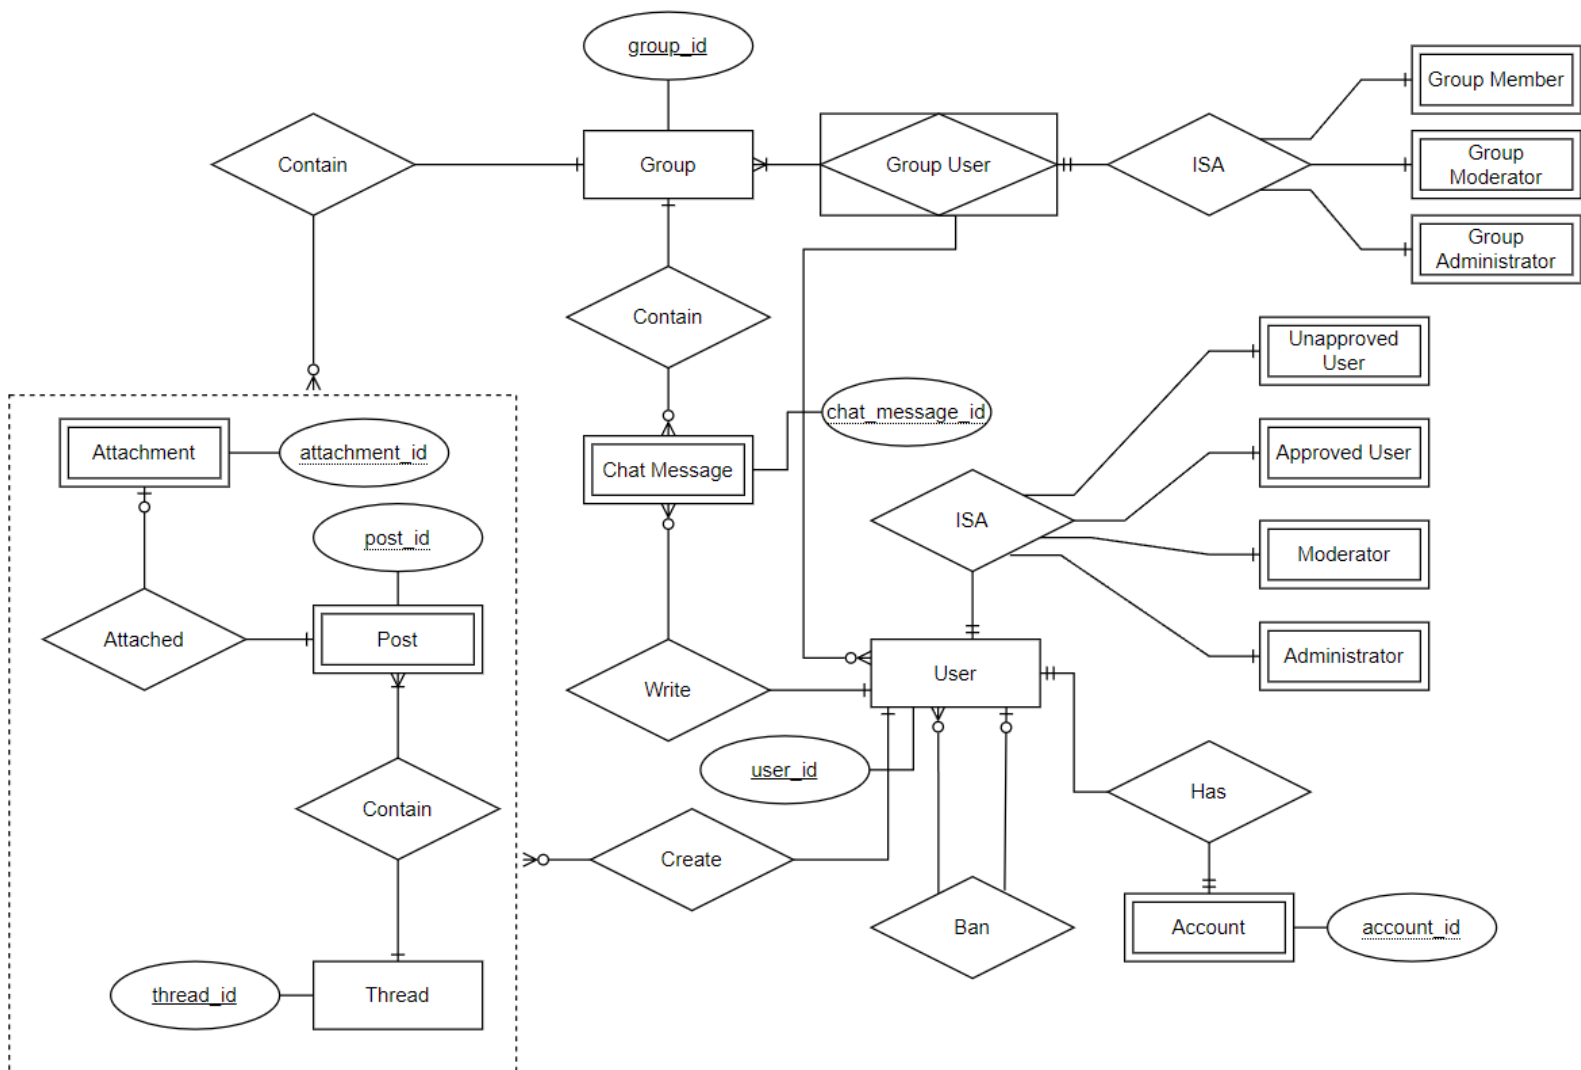 group_id
Group Member
Contain
Group
Group User
ISA
Group
Moderator
Group
Administrator
Contain
Unapproved
User
chat_message_id
Attachment
attachment_id
Chat Message
Approved User
post_id
ISA
Moderator
Attached
Post
Write
User
Administrator
user_id
Contain
Has
Create
Ban
Account
account_id
thread_id
Thread